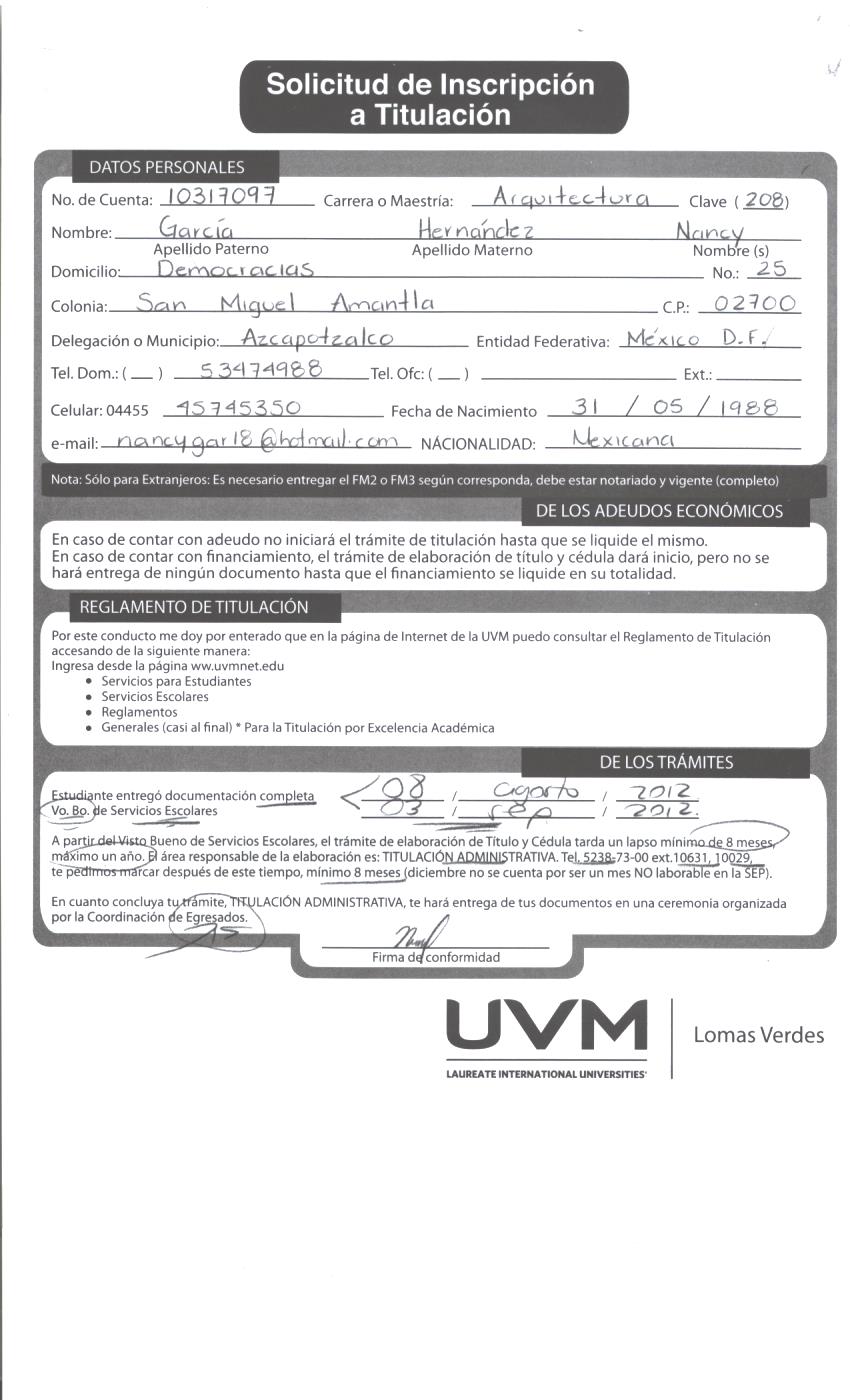 Solicitud de Inscripción
a Titulación
DATOS PERSONALES
No. de Cuenta: 10317097 Carrera o Maestría: Arquitectura Clave (208)
Nombre: García Hernández Nancy
Apellido Paterno Apellido Materno Nombre (s)
Domicilio: Democracias No.: 25
Colonia: San Miguel Amantla C.P.: 02700
Delegación o Municipio: Azcapotzalco Entidad Federativa: México D.F.
Tel. Dom.: ( __ ) 53474988 Tel. Ofc: ( __ ) Ext.:
Celular: 04455 45745350 Fecha de Nacimiento 31 / 05 / 1988
e-mail: nancygar18@hotmail.com NACIONALIDAD: Mexicana
Nota: Sólo para Extranjeros: Es necesario entregar el FM2 o FM3 según corresponda, debe estar notariado y vigente (completo)
DE LOS ADEUDOS ECONÓMICOS
En caso de contar con adeudo no iniciará el trámite de titulación hasta que se liquide el mismo.
En caso de contar con financiamiento, el trámite de elaboración de título y cédula dará inicio, pero no se
hará entrega de ningún documento hasta que el financiamiento se liquide en su totalidad.
REGLAMENTO DE TITULACIÓN
Por este conducto me doy por enterado que en la página de Internet de la UVM puedo consultar el Reglamento de Titulación
accesando de la siguiente manera:
Ingresa desde la página ww.uvmnet.edu
• Servicios para Estudiantes
• Servicios Escolares
• Reglamentos
• Generales (casi al final) * Para la Titulación por Excelencia Académica
DE LOS TRÁMITES
Estudiante entregó documentación completa 08 / agosto / 2012
Vo. Bo. de Servicios Escolares 03 / sep / 2012.
A partir del Visto Bueno de Servicios Escolares, el trámite de elaboración de Título y Cédula tarda un lapso mínimo de 8 meses,
máximo un año. El área responsable de la elaboración es: TITULACIÓN ADMINISTRATIVA. Tel. 5238-73-00 ext.10631, 10029,
te pedimos marcar después de este tiempo, mínimo 8 meses (diciembre no se cuenta por ser un mes NO laborable en la SEP).
En cuanto concluya tu trámite, TITULACIÓN ADMINISTRATIVA, te hará entrega de tus documentos en una ceremonia organizada
por la Coordinación de Egresados.
Firma de conformidad
UVM
LAUREATE INTERNATIONAL UNIVERSITIES
Lomas Verdes